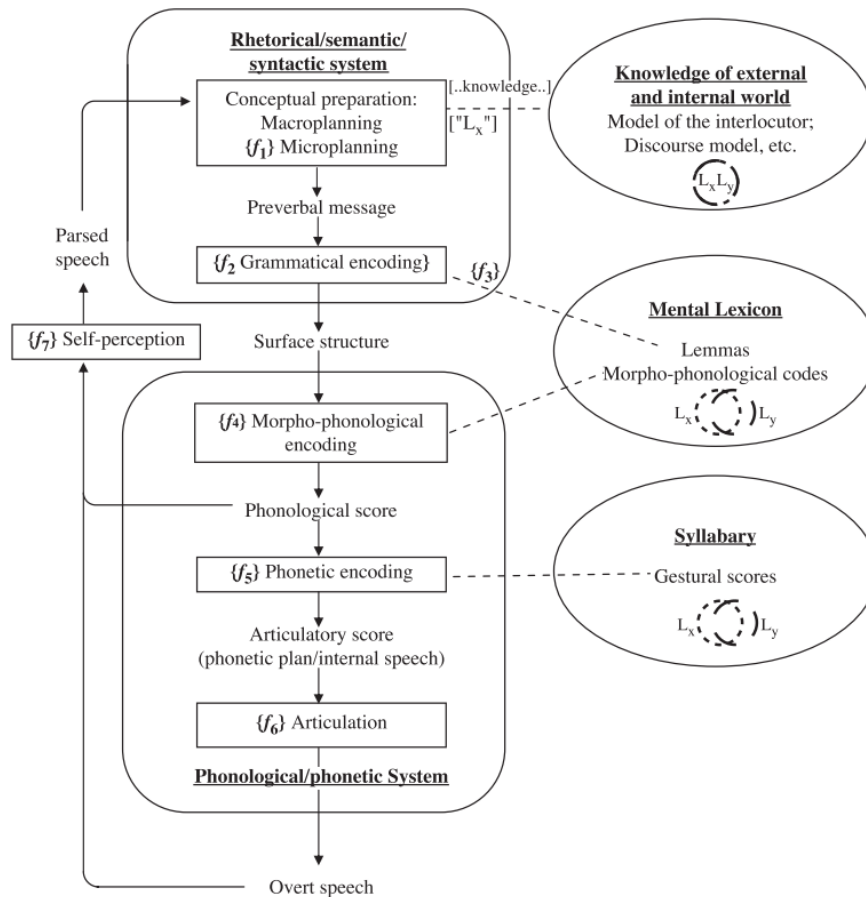 Rhetorical/semantic/
syntactic system
Conceptual preparation:
Macroplanning
{f1} Microplanning
[..knowledge..]
["Lx"]
Knowledge of external
and internal world
Model of the interlocutor;
Discourse model, etc.
LxLy
Preverbal message
Parsed
speech
{f2 Grammatical encoding}
{f3}
Mental Lexicon
Lemmas
Morpho-phonological codes
Lx Ly
{f7} Self-perception
Surface structure
{f4} Morpho-phonological
encoding
Phonological score
Syllabary
Gestural scores
Lx Ly
{f5} Phonetic encoding
Articulatory score
(phonetic plan/internal speech)
{f6} Articulation
Phonological/phonetic System
Overt speech